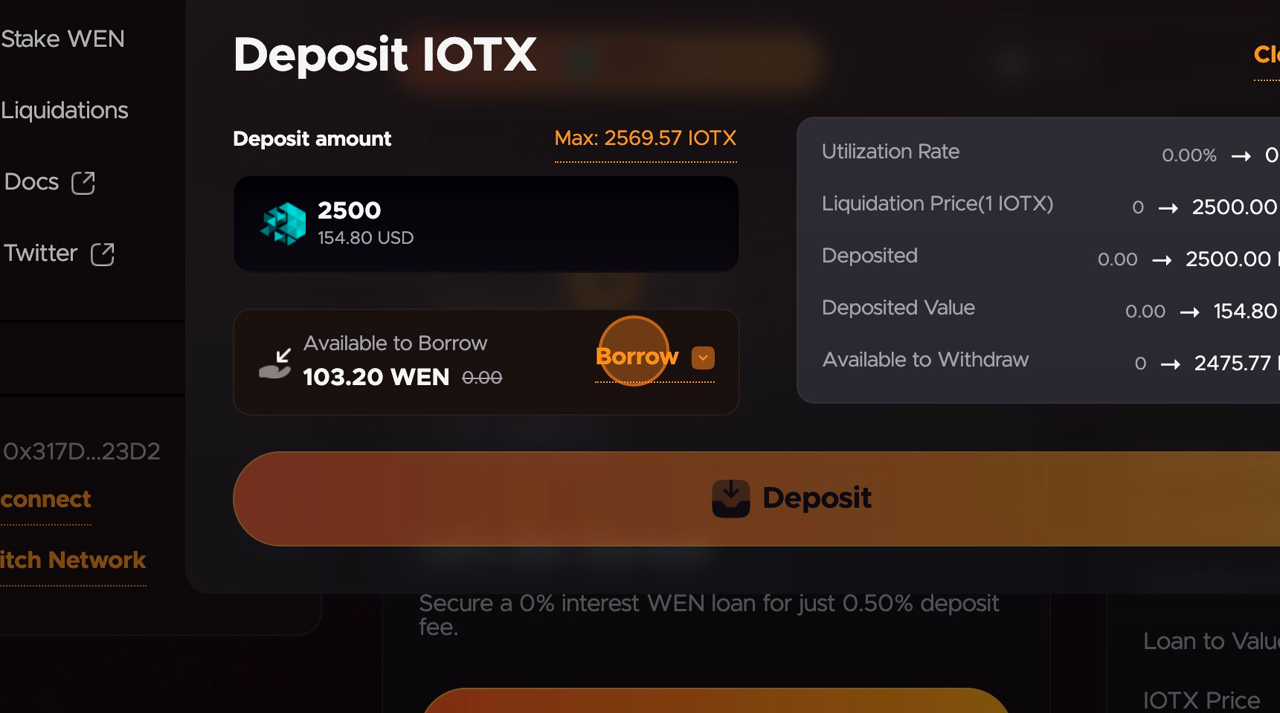 Stake WEN
Liquidations
Docs
Twitter
0x317D...23D2
connect
itch Network
Deposit IOTX
Clo
Deposit amount
Max: 2569.57 IOTX
2500
154.80 USD
Available to Borrow
103.20 WEN 0.00
Borrow
Utilization Rate 0.00% → 0
Liquidation Price(1 IOTX) 0 → 2500.00
Deposited 0.00 → 2500.00
Deposited Value 0.00 → 154.80
Available to Withdraw 0 → 2475.77
Deposit
Secure a 0% interest WEN loan for just 0.50% deposit
fee.
Loan to Valu
IOTX Price